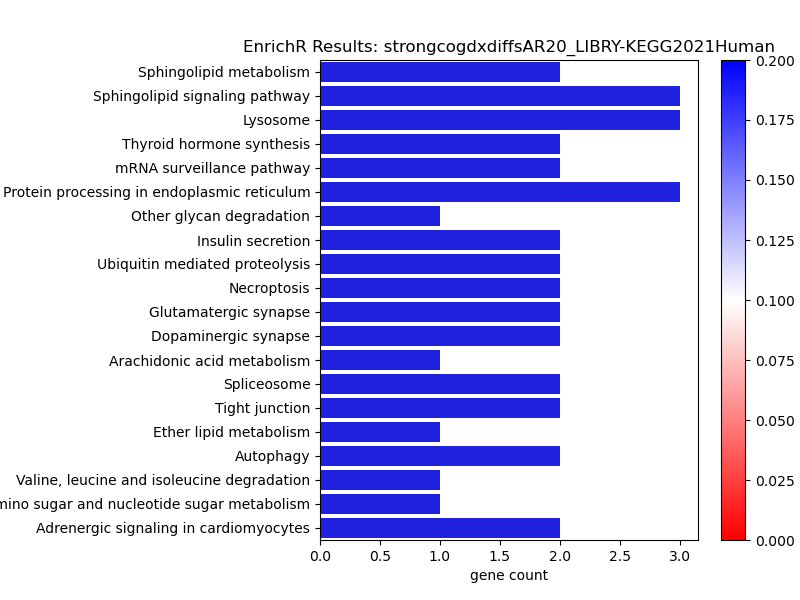 EnrichR Results: strongcogdxdiffsAR20_LIBRY-KEGG2021Human
Sphingolipid metabolism
Sphingolipid signaling pathway
Lysosome
Thyroid hormone synthesis
mRNA surveillance pathway
Protein processing in endoplasmic reticulum
Other glycan degradation
Insulin secretion
Ubiquitin mediated proteolysis
Necroptosis
Glutamatergic synapse
Dopaminergic synapse
Arachidonic acid metabolism
Spliceosome
Tight junction
Ether lipid metabolism
Autophagy
Valine, leucine and isoleucine degradation
mino sugar and nucleotide sugar metabolism
Adrenergic signaling in cardiomyocytes
0.0 0.5 1.0 1.5 2.0 2.5 3.0
gene count
0.200
0.175
0.150
0.125
0.100
0.075
0.050
0.025
0.000